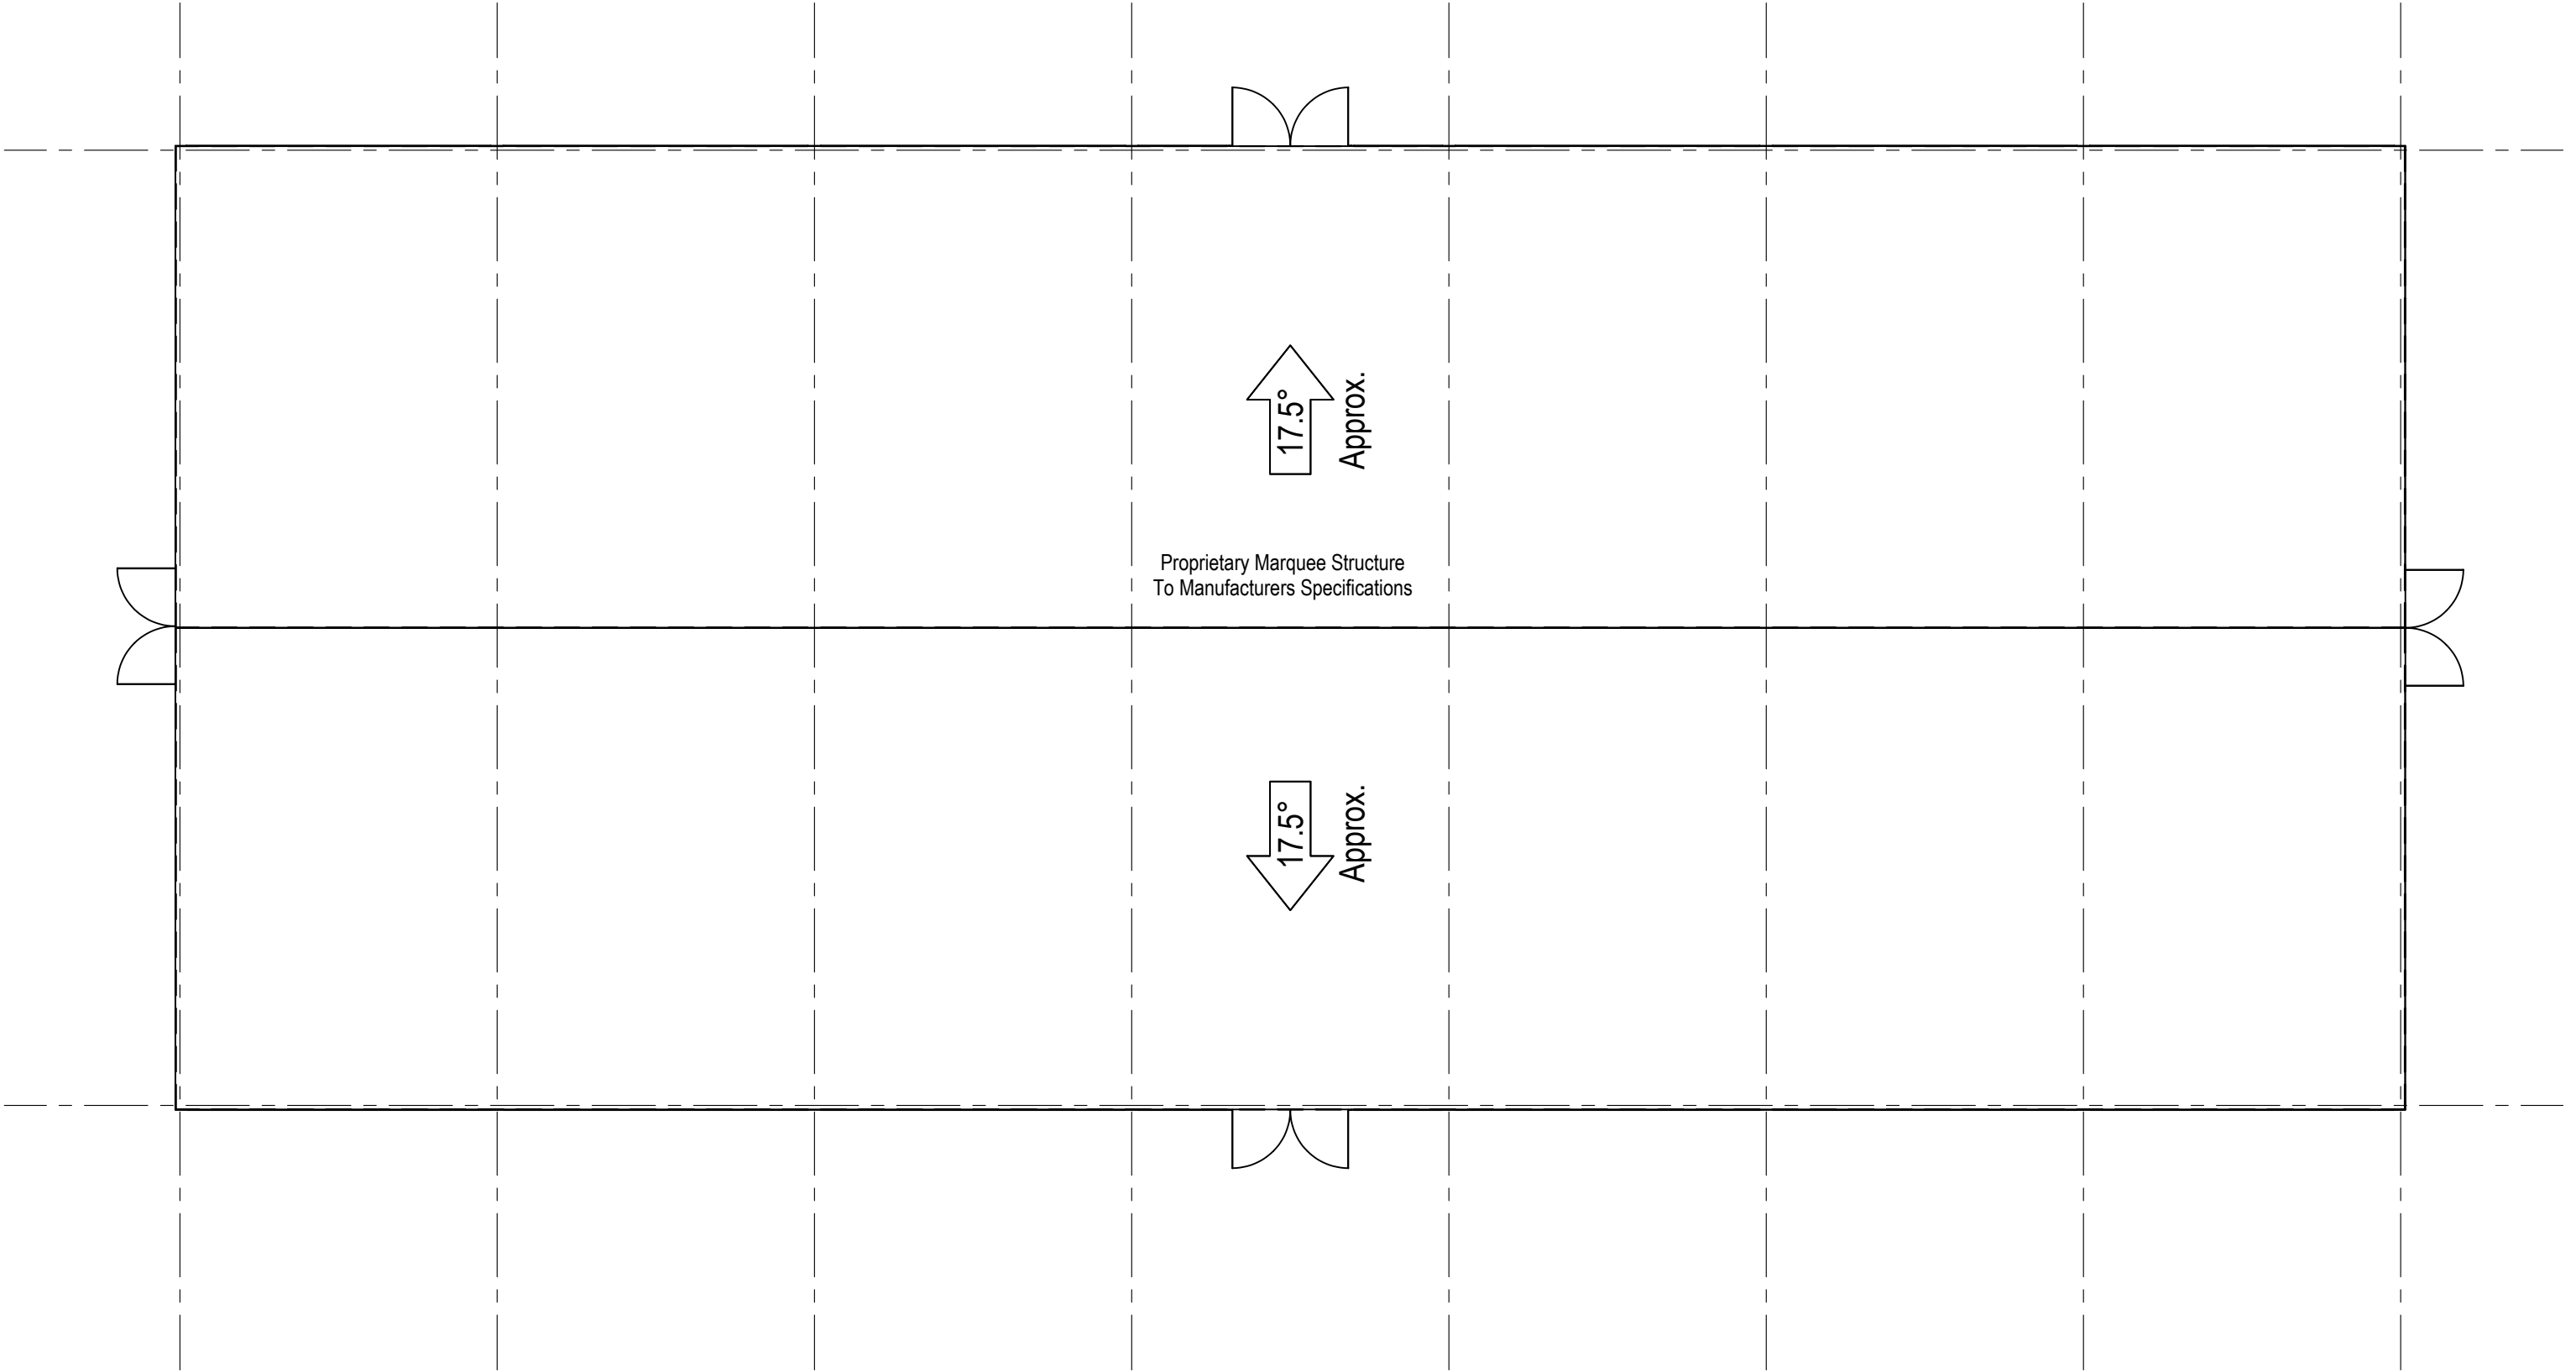 17.5°
Approx.
Proprietary Marquee Structure
To Manufacturers Specifications
17.5°
Approx.